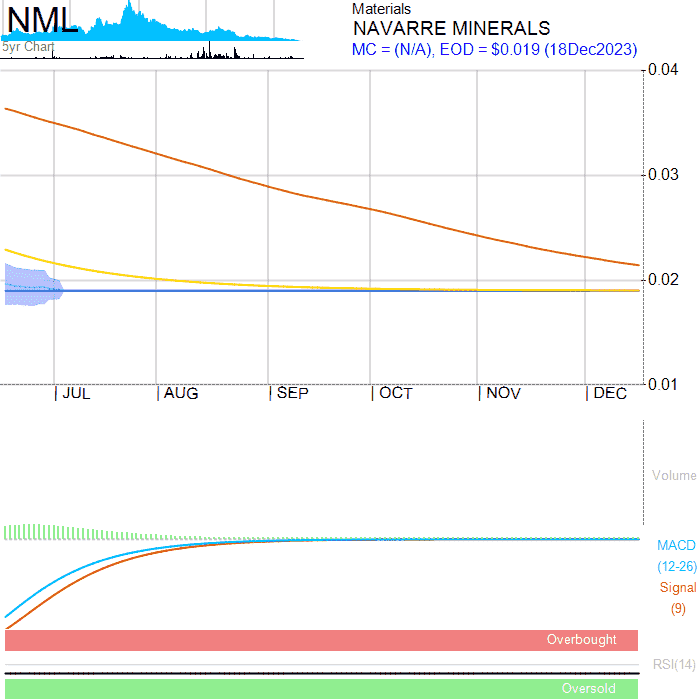 NML
5yr Chart
Materials
NAVARRE MINERALS
MC = (N/A), EOD = $0.019 (18Dec2023)
0.04
0.03
0.02
0.01
JUL AUG SEP OCT NOV DEC
Volume
MACD
(12-26)
Signal
(9)
Overbought
RSI(14)
Oversold